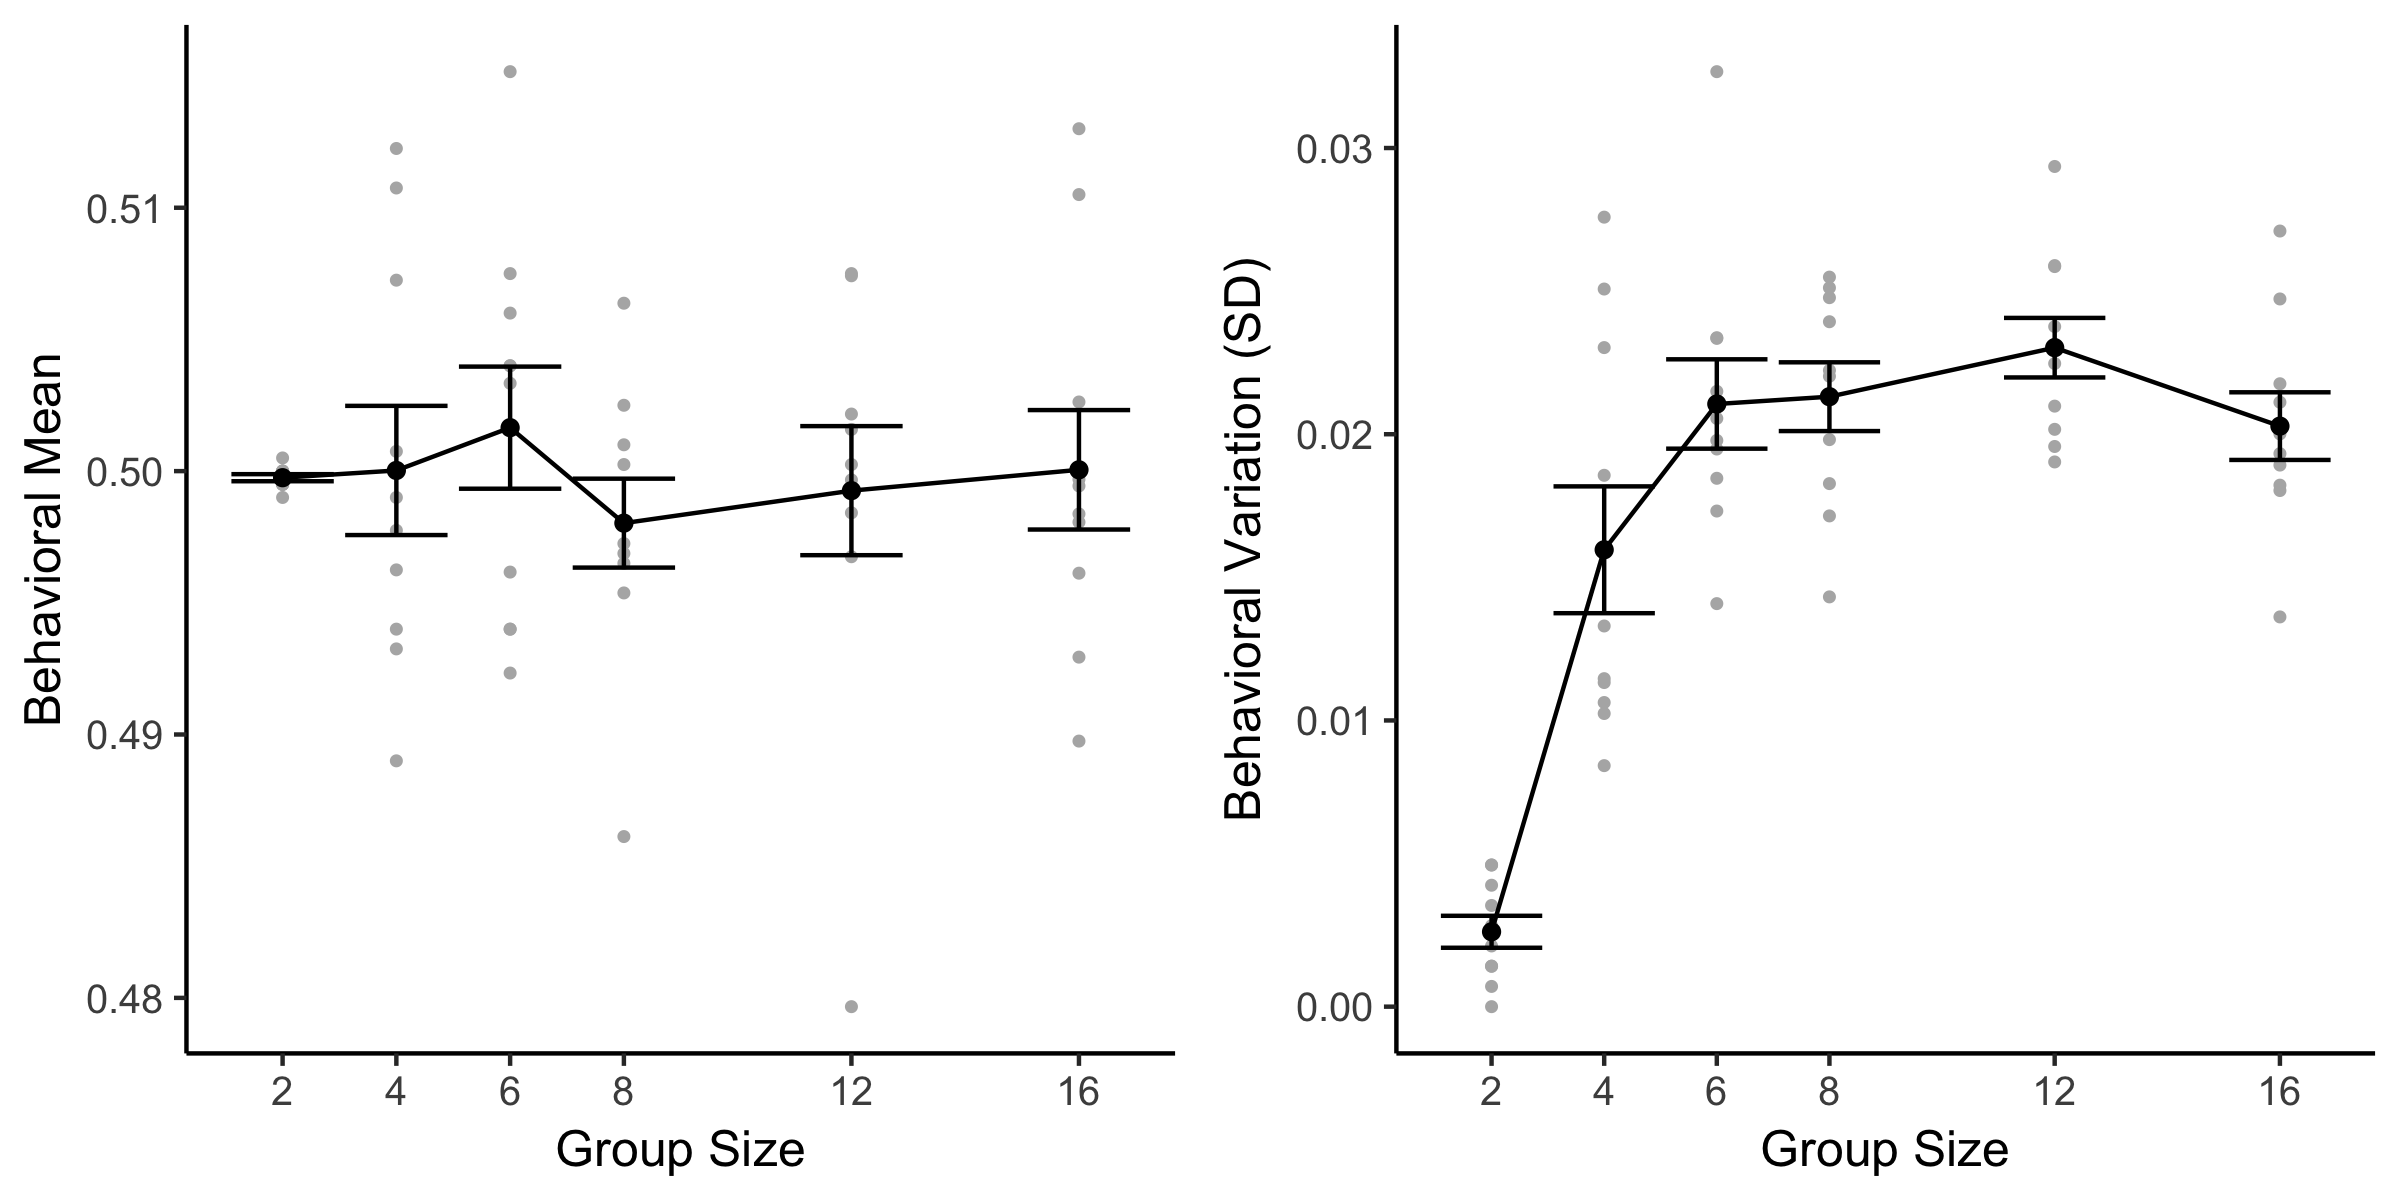 Behavioral Mean
0.51
0.50
0.49
0.48
2 4 6 8 12 16
Group Size
Behavioral Variation (SD)
0.03
0.02
0.01
0.00
2 4 6 8 12 16
Group Size